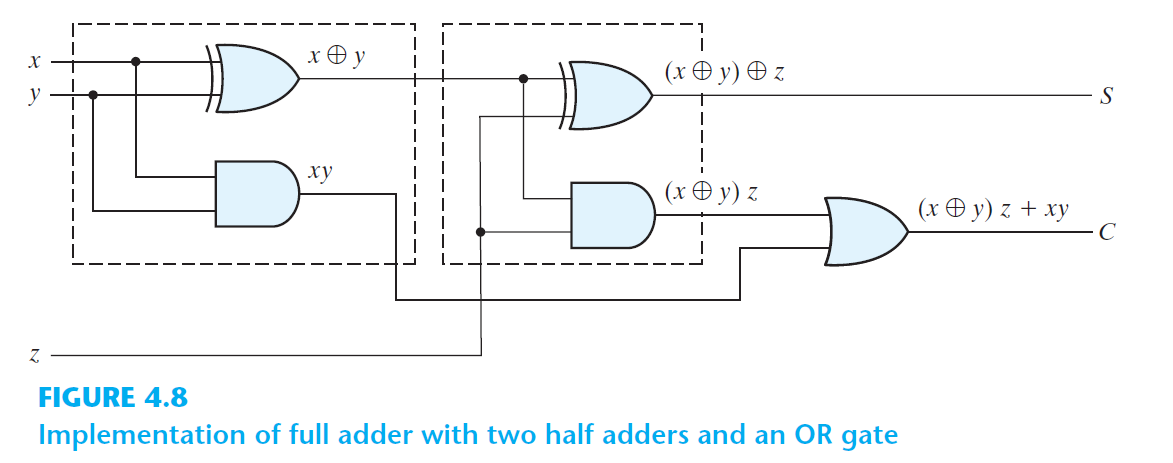 x
y
x ⊕ y
xy
(x ⊕ y) ⊕ z
S
(x ⊕ y) z
(x ⊕ y) z + xy
C
z
FIGURE 4.8
Implementation of full adder with two half adders and an OR gate